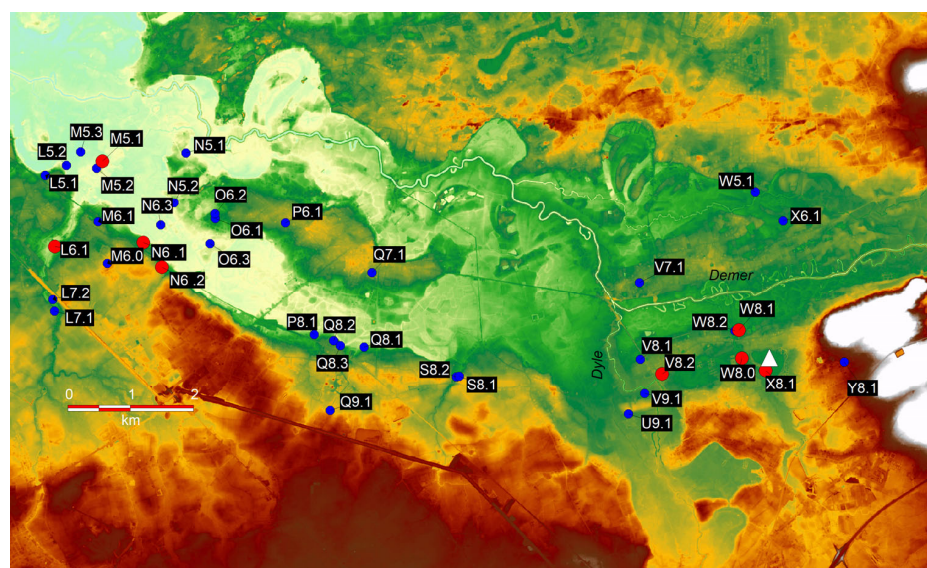 M5.3
M5.1
L5.2
N5.1
L5.1
M5.2
N5.2
O6.2
W5.1
M6.1
N6.3
P6.1
X6.1
O6.1
L6.1
N6 .1
O6.3
M6.0
Q7.1
N6 .2
V7.1
Demer
L7.2
L7.1
W8.1
P8.1
Q8.2
W8.2
Q8.1
V8.1
Q8.3
V8.2
W8.0
S8.2
S8.1
X8.1
Y8.1
Dyle
Q9.1
V9.1
U9.1
0 1 2 3
km